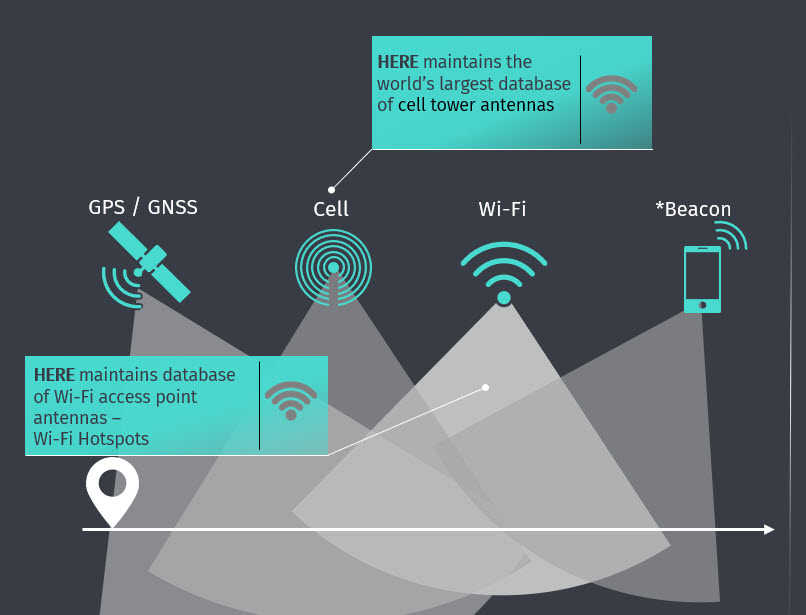 HERE maintains the
world’s largest database
of cell tower antennas
GPS / GNSS
Cell
Wi-Fi
*Beacon
HERE maintains database
of Wi-Fi access point
antennas –
Wi-Fi Hotspots